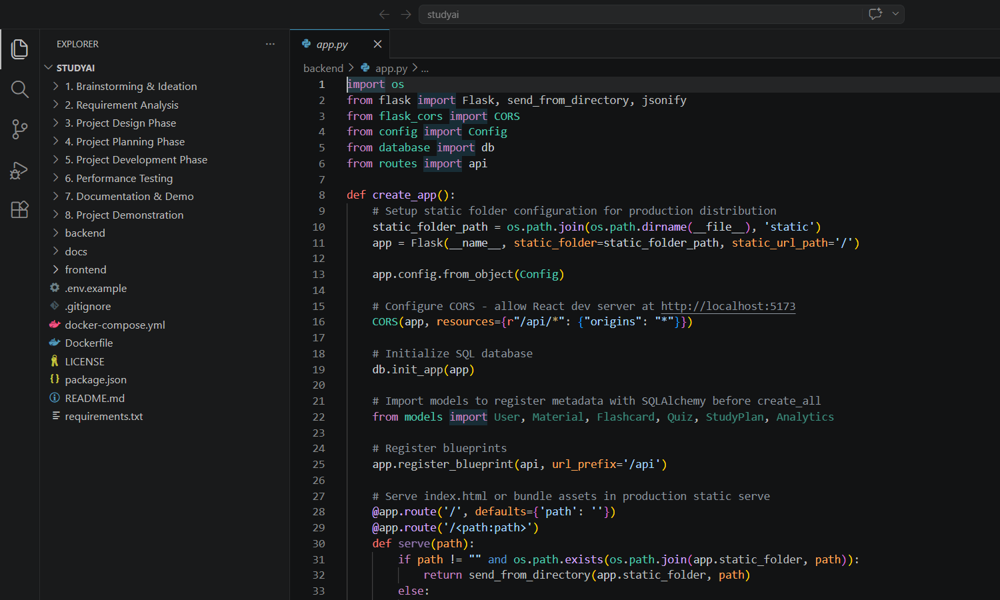 studyai
EXPLORER
...
app.py
STUDYAI
backend > app.py > ...
1. Brainstorming & Ideation
2. Requirement Analysis
3. Project Design Phase
4. Project Planning Phase
5. Project Development Phase
6. Performance Testing
7. Documentation & Demo
8. Project Demonstration
backend
docs
frontend
.env.example
.gitignore
docker-compose.yml
Dockerfile
LICENSE
package.json
README.md
requirements.txt
1 import os
2 from flask import Flask, send_from_directory, jsonify
3 from flask_cors import CORS
4 from config import Config
5 from database import db
6 from routes import api
7
8 def create_app():
9     # Setup static folder configuration for production distribution
10     static_folder_path = os.path.join(os.path.dirname(__file__), 'static')
11     app = Flask(__name__, static_folder=static_folder_path, static_url_path='/')
12
13     app.config.from_object(Config)
14
15     # Configure CORS - allow React dev server at http://localhost:5173
16     CORS(app, resources={r"/api/*": {"origins": "*"}})
17
18     # Initialize SQL database
19     db.init_app(app)
20
21     # Import models to register metadata with SQLAlchemy before create_all
22     from models import User, Material, Flashcard, Quiz, StudyPlan, Analytics
23
24     # Register blueprints
25     app.register_blueprint(api, url_prefix='/api')
26
27     # Serve index.html or bundle assets in production static serve
28     @app.route('/', defaults={'path': ''})
29     @app.route('/<path:path>')
30     def serve(path):
31         if path != "" and os.path.exists(os.path.join(app.static_folder, path)):
32             return send_from_directory(app.static_folder, path)
33         else: